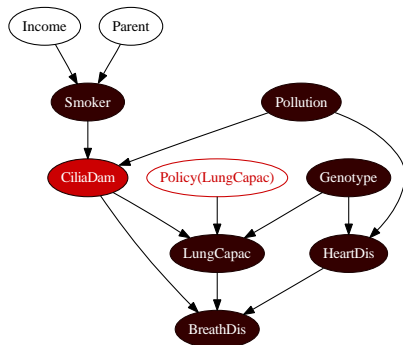 Income
Parent
Smoker
Pollution
CiliaDam
Policy(LungCapac)
Genotype
LungCapac
HeartDis
BreathDis